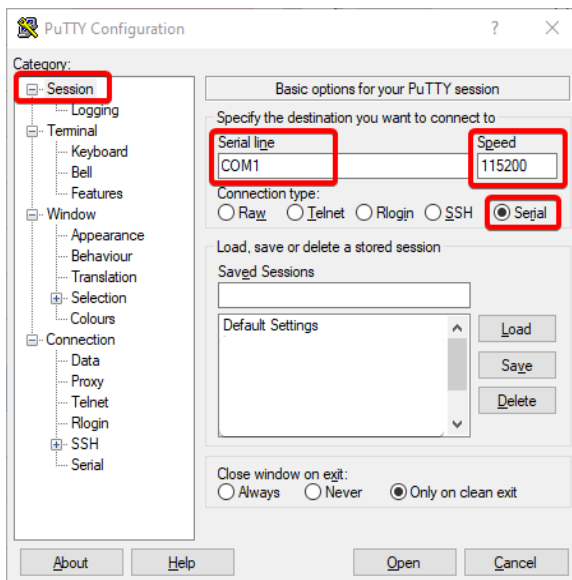 PuTTY Configuration
?
Category:
Session
Logging
Terminal
Keyboard
Bell
Features
Window
Appearance
Behaviour
Translation
Selection
Colours
Connection
Data
Proxy
Telnet
Rlogin
SSH
Serial
Basic options for your PuTTY session
Specify the destination you want to connect to
Serial line
Speed
COM1
115200
Connection type:
Raw Telnet Rlogin SSH Serial
Load, save or delete a stored session
Saved Sessions
Default Settings
Load
Save
Delete
Close window on exit:
Always Never Only on clean exit
About Help Open Cancel